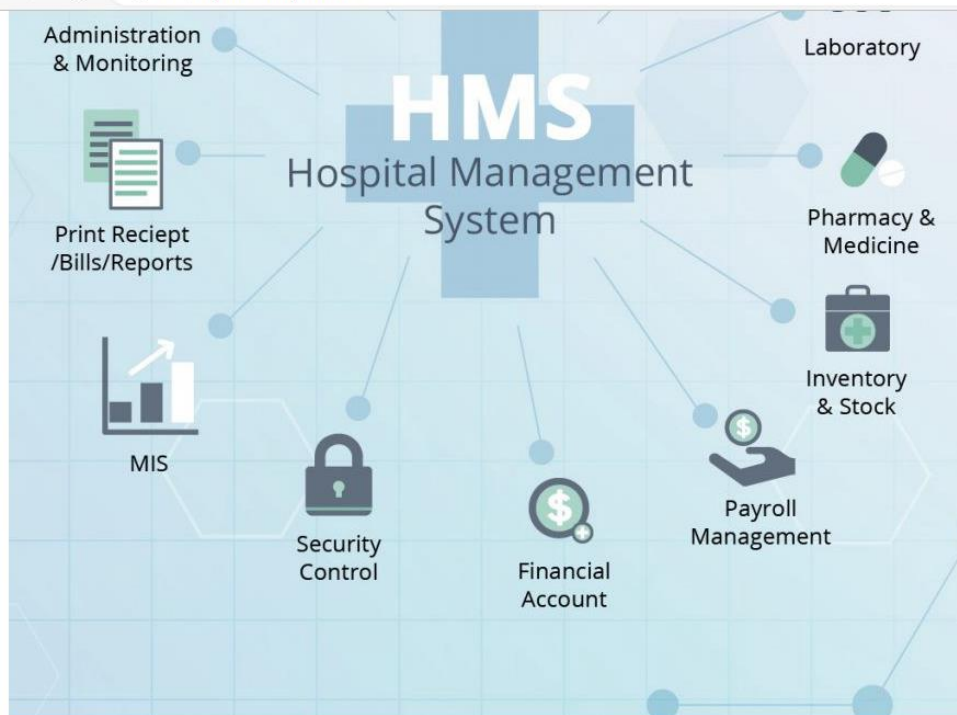 Administration
& Monitoring
Laboratory
HMS
Hospital Management
System
Print Reciept
/Bills/Reports
Pharmacy &
Medicine
Inventory
& Stock
MIS
Payroll
Management
Security
Control
Financial
Account